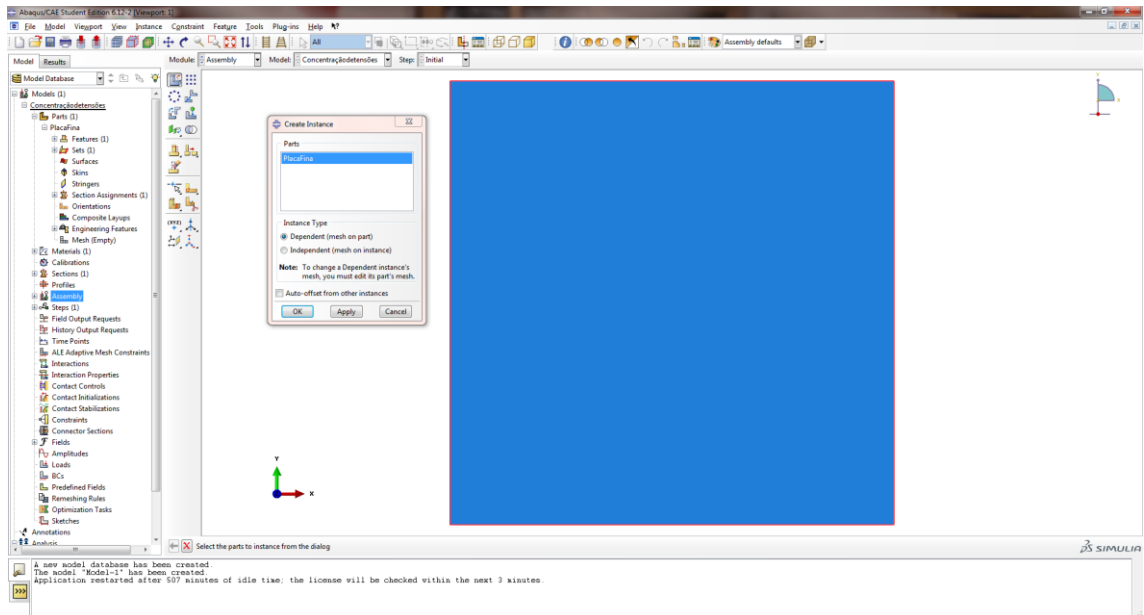 Abaqus/CAE Student Edition 6.12-2 [Viewport: 1]
File Model Viewport View Instance Constraint Feature Tools Plug-ins Help
All Assembly defaults
Model Results Module: Assembly Model: Concentraçãodetensões Step: Initial
Model Database
Models (1)
Concentraçãodetensões
Parts (1)
PlacaFina
Features (1)
Sets (1)
Surfaces
Skins
Stringers
Section Assignments (1)
Orientations
Composite Layups
Engineering Features
Mesh (Empty)
Materials (1)
Calibrations
Sections (1)
Profiles
Assembly
Steps (1)
Field Output Requests
History Output Requests
Time Points
ALE Adaptive Mesh Constraints
Interactions
Interaction Properties
Contact Controls
Contact Initializations
Contact Stabilizations
Constraints
Connector Sections
Fields
Amplitudes
Loads
BCs
Predefined Fields
Remeshing Rules
Optimization Tasks
Sketches
Annotations
Analysis
(XYZ)
Create Instance
Parts
PlacaFina
Instance Type
Dependent (mesh on part)
Independent (mesh on instance)
Note: To change a Dependent instance's
mesh, you must edit its part's mesh.
Auto-offset from other instances
OK Apply Cancel
Y
X
Y
X
Select the parts to instance from the dialog
SIMULIA
A new model database has been created.
The model "Model-1" has been created.
Application restarted after 507 minutes of idle time; the license will be checked within the next 3 minutes.
>>>